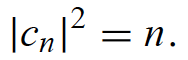 |cₙ|² = n.